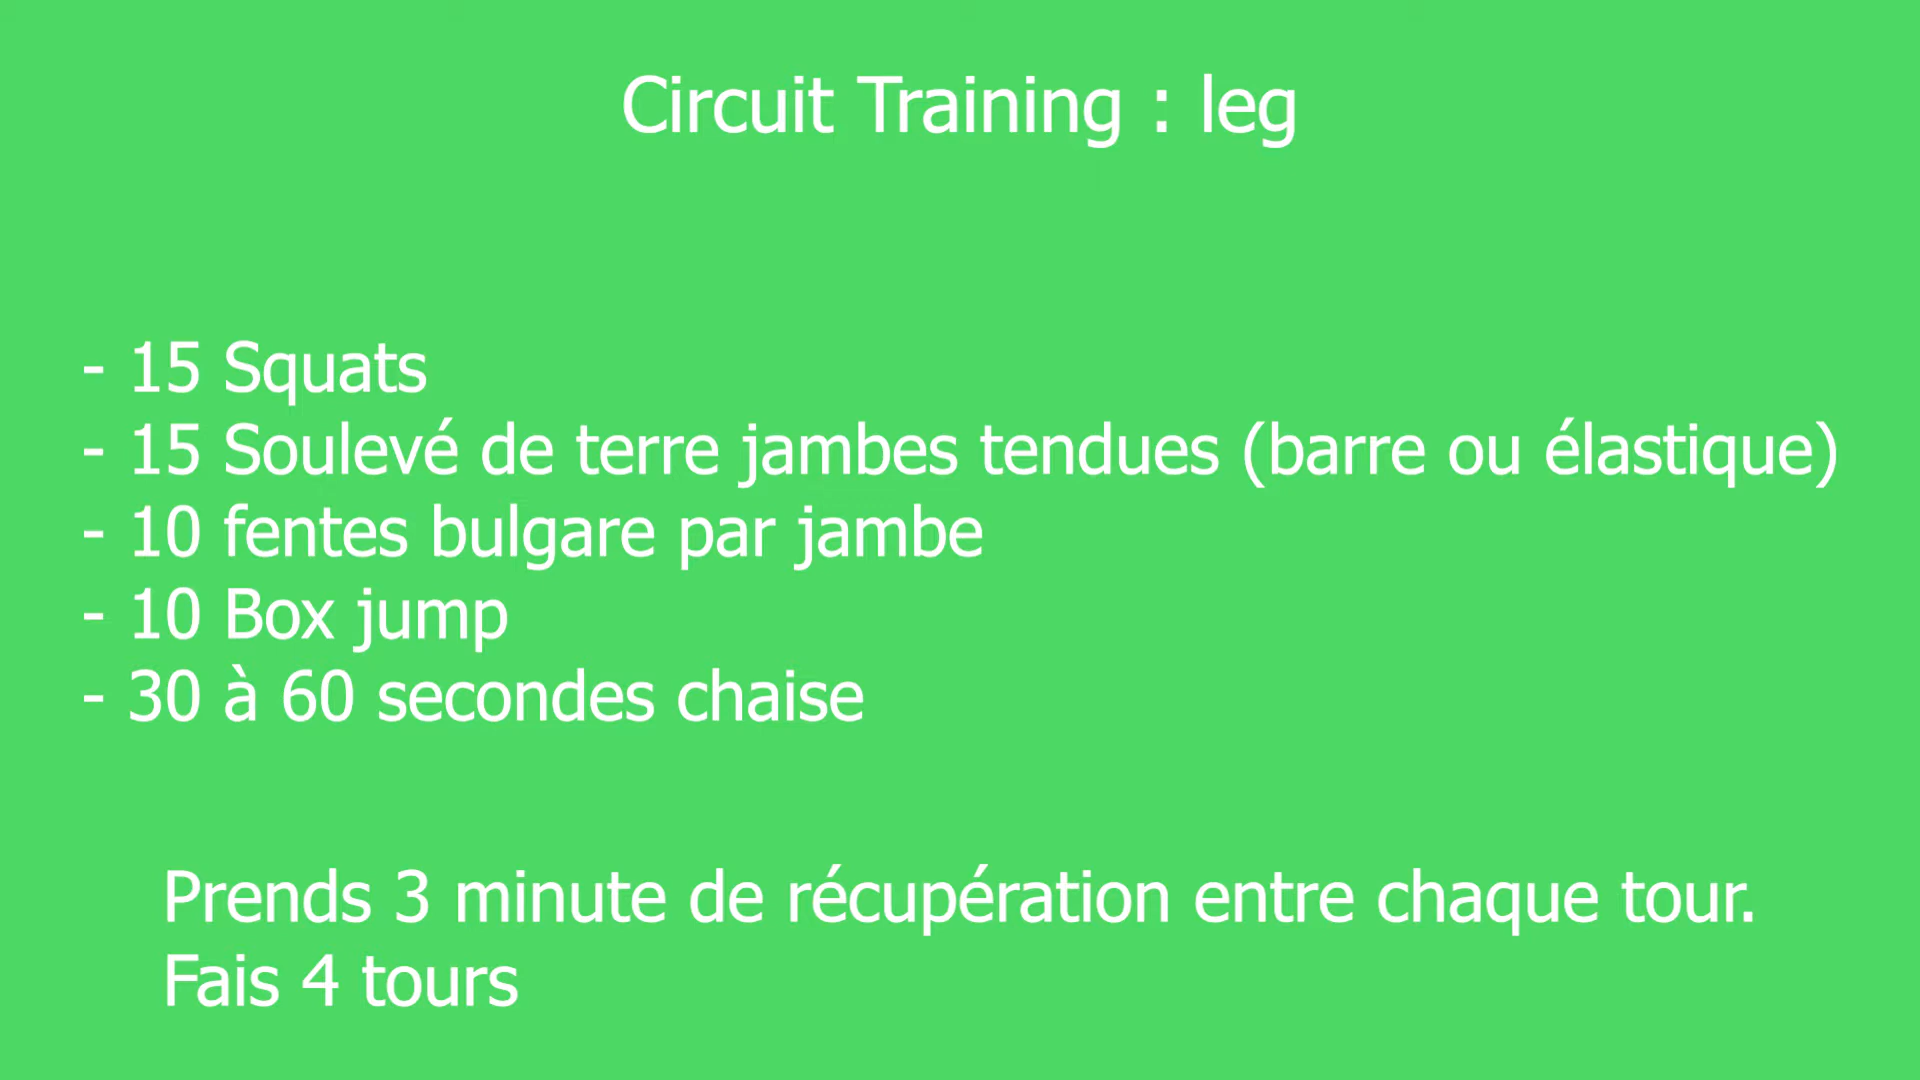 Circuit Training : leg
- 15 Squats
- 15 Soulevé de terre jambes tendues (barre ou élastique)
- 10 fentes bulgare par jambe
- 10 Box jump
- 30 à 60 secondes chaise
Prends 3 minute de récupération entre chaque tour.
Fais 4 tours